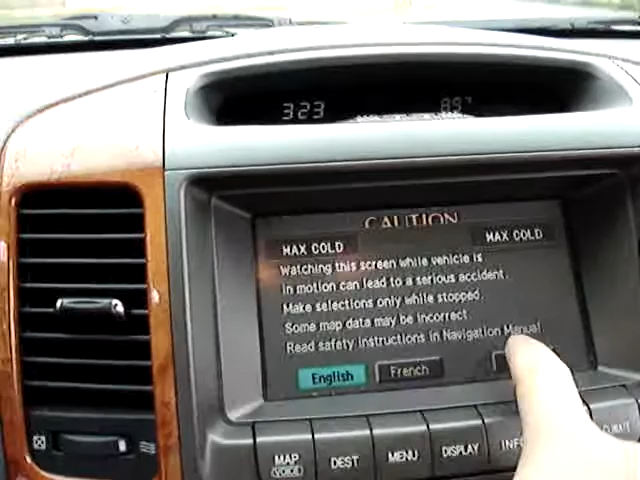 323 89°
CAUTION
MAX COLD MAX COLD
Watching this screen while vehicle is
in motion can lead to a serious accident.
Make selections only while stopped.
Some map data may be incorrect.
Read safety instructions in Navigation Manual
English French
MAP DEST MENU DISPLAY INFO CLIMATE
VOICE